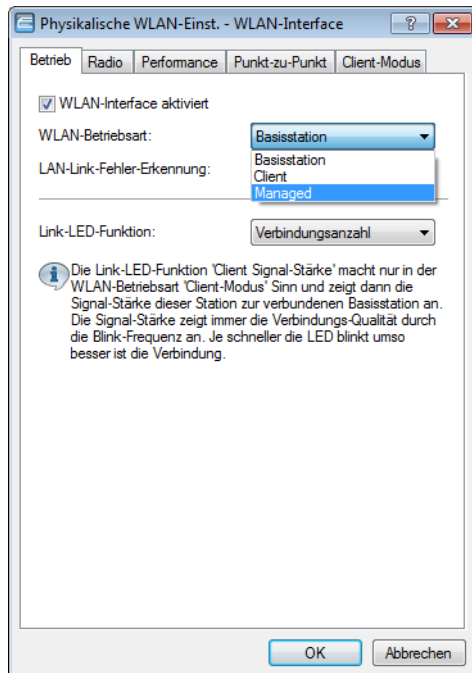 Physikalische WLAN-Einst. - WLAN-Interface
Betrieb Radio Performance Punkt-zu-Punkt Client-Modus
WLAN-Interface aktiviert
WLAN-Betriebsart: Basisstation
Basisstation
LAN-Link-Fehler-Erkennung: Client
Managed
Link-LED-Funktion: Verbindungsanzahl
Die Link-LED-Funktion 'Client Signal-Stärke' macht nur in der
WLAN-Betriebsart 'Client-Modus' Sinn und zeigt dann die
Signal-Stärke dieser Station zur verbundenen Basisstation an.
Die Signal-Stärke zeigt immer die Verbindungs-Qualität durch
die Blink-Frequenz an. Je schneller die LED blinkt umso
besser ist die Verbindung.
OK Abbrechen